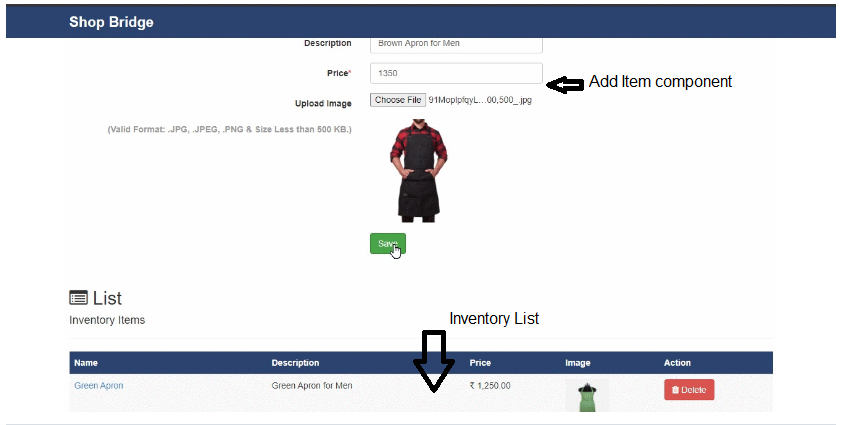 Shop Bridge
Description Brown Apron for Men
Price* 1350
Add Item component
Upload Image Choose File 91MopIpfqyL...00,500_.jpg
(Valid Format: .JPG, .JPEG, .PNG & Size Less than 500 KB.)
Save
List
Inventory Items
Inventory List
Name Description Price Image Action
Green Apron Green Apron for Men ₹ 1,250.00 Delete